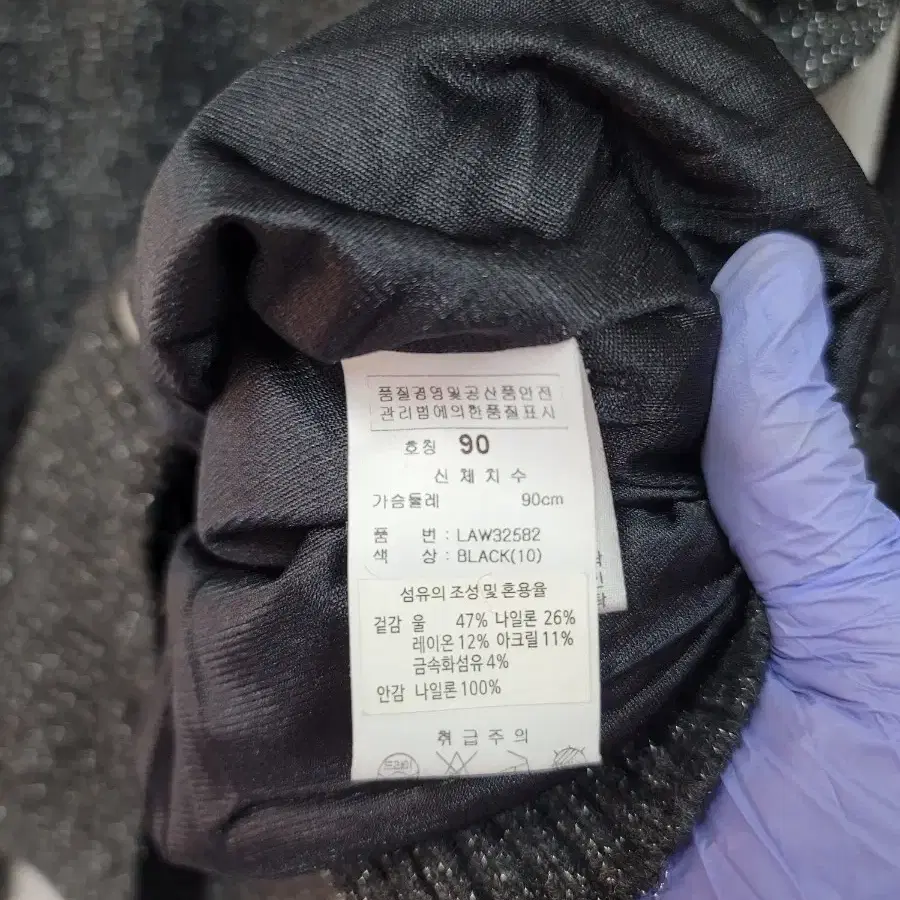 품질경영및공산품안전
관리법에의한품질표시
호칭 90
신체치수
가슴둘레 90cm
품 번 : LAW32582
색 상 : BLACK(10)
섬유의 조성 및 혼용율
겉감 울 47% 나일론 26%
레이온 12% 아크릴 11%
금속화섬유 4%
안감 나일론 100%
취급주의
드라이